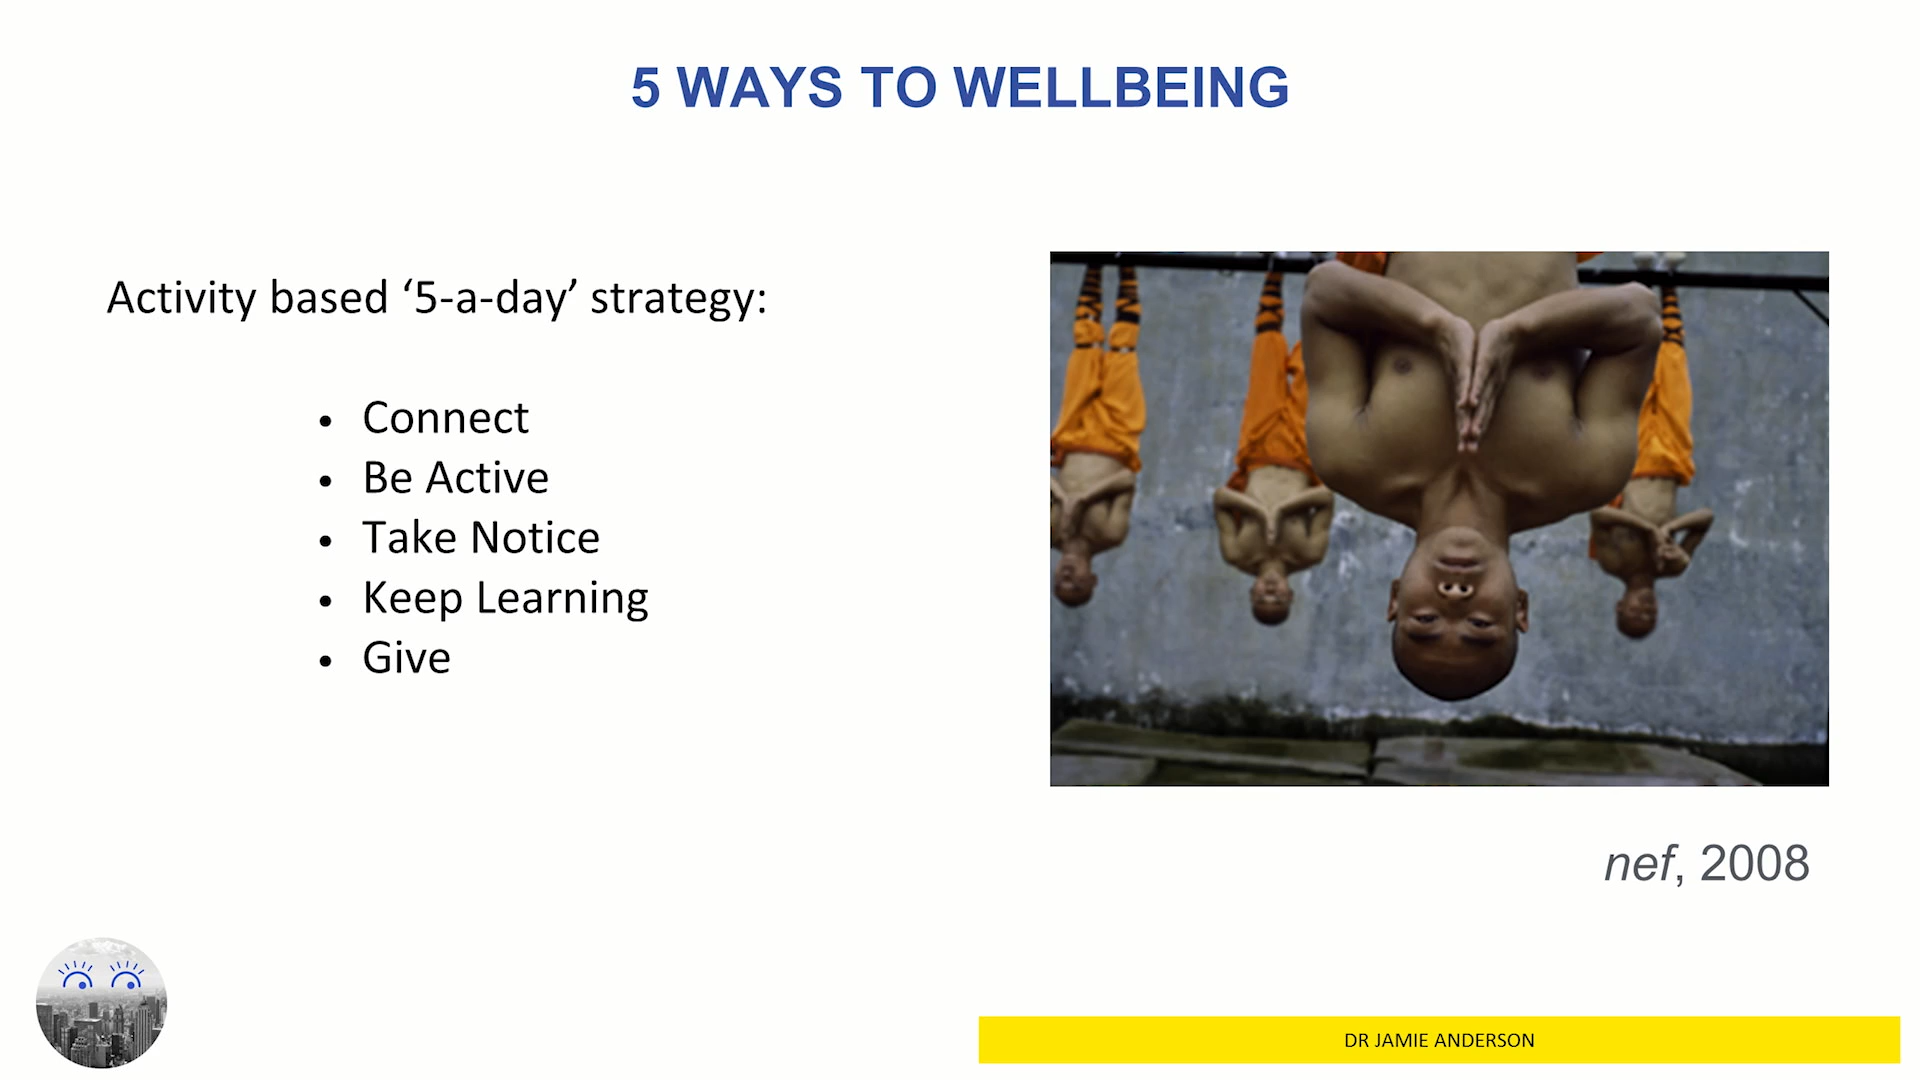 5 WAYS TO WELLBEING
Activity based ‘5-a-day’ strategy:
• Connect
• Be Active
• Take Notice
• Keep Learning
• Give
nef, 2008
DR JAMIE ANDERSON